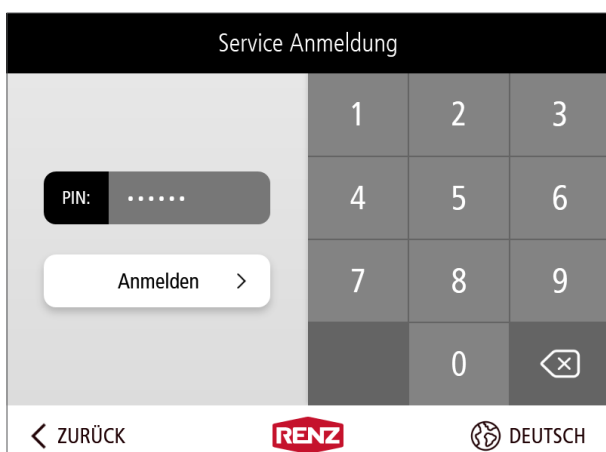 Service Anmeldung
1 2 3
PIN: ······
4 5 6
Anmelden >
7 8 9
0
ZURÜCK
RENZ
DEUTSCH